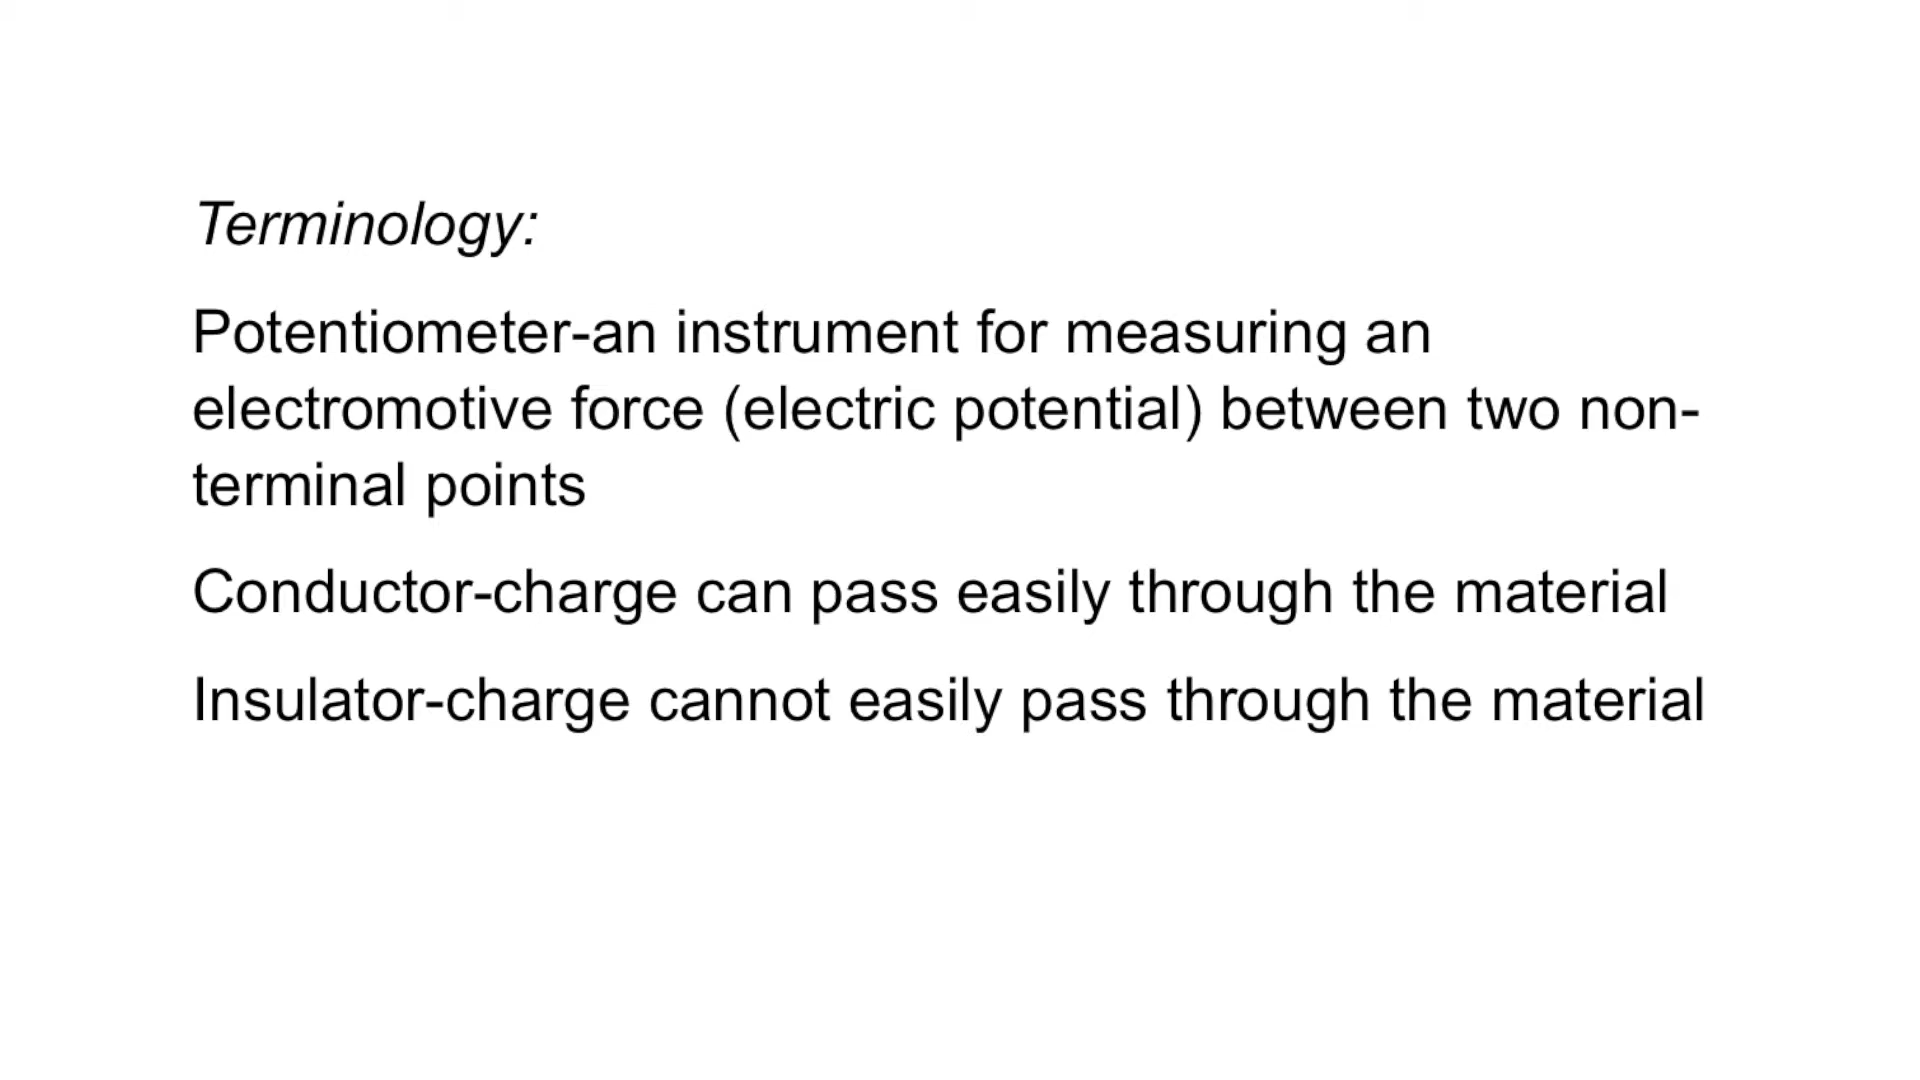 Terminology:
Potentiometer-an instrument for measuring an
electromotive force (electric potential) between two non-
terminal points
Conductor-charge can pass easily through the material
Insulator-charge cannot easily pass through the material